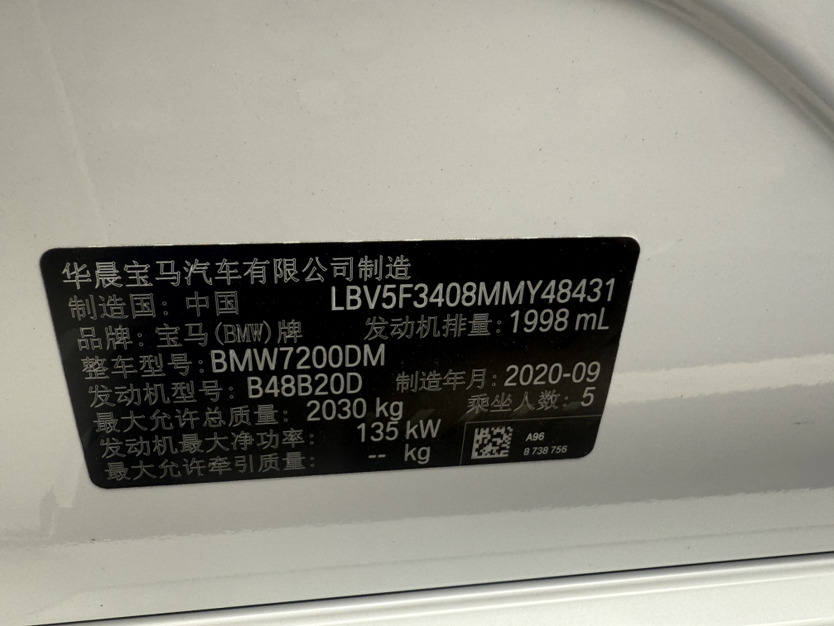 华晨宝马汽车有限公司制造
制造国: 中国 LBV5F3408MMY48431
品牌: 宝马(BMW)牌 发动机排量: 1998 mL
整车型号: BMW7200DM
发动机型号: B48B20D 制造年月: 2020-09
最大允许总质量: 2030 kg 乘坐人数: 5
发动机最大净功率: 135 kW
最大允许牵引质量: -- kg
A96
8 738 756